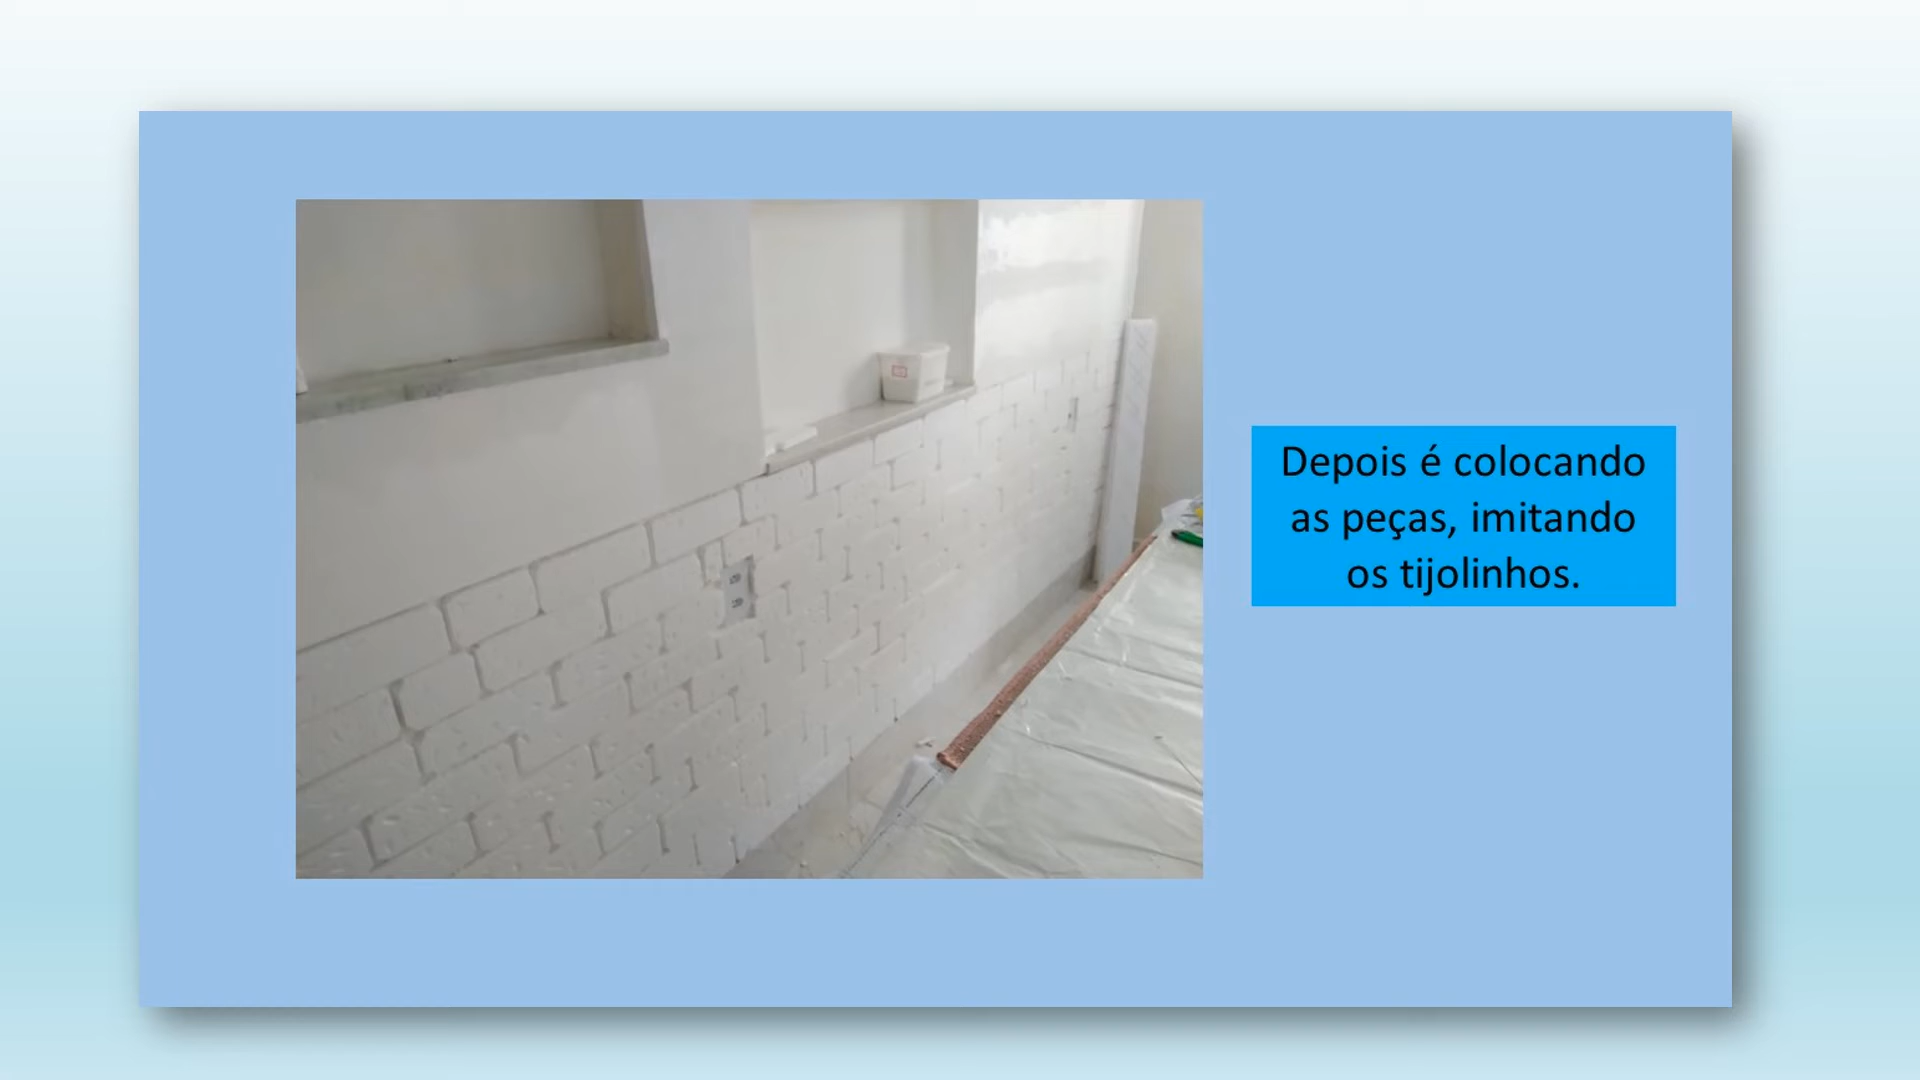 Depois é colocando
as peças, imitando
os tijolinhos.